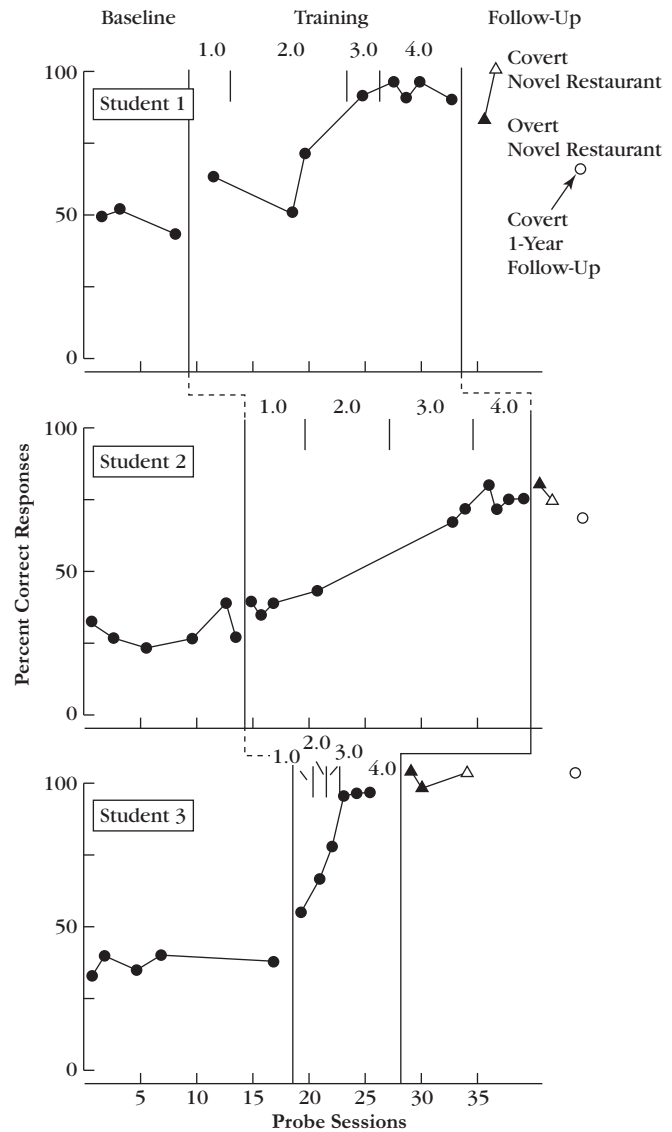 Baseline Training Follow-Up
1.0 2.0 3.0 4.0
Covert
Novel Restaurant
Overt
Novel Restaurant
Covert
1-Year
Follow-Up
100
Student 1
50
0
1.0 2.0 3.0 4.0
100
Student 2
50
0
Percent Correct Responses
1.0 2.0 3.0 4.0
100
Student 3
50
0
5 10 15 20 25 30 35
Probe Sessions